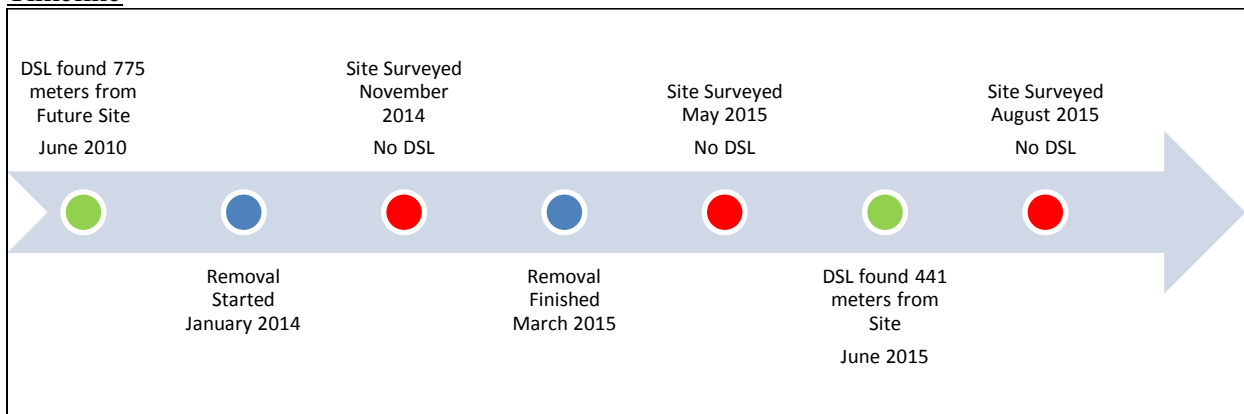 DSL found 775
meters from
Future Site
June 2010
Removal
Started
January 2014
Site Surveyed
November
2014
No DSL
Removal
Finished
March 2015
Site Surveyed
May 2015
No DSL
DSL found 441
meters from
Site
June 2015
Site Surveyed
August 2015
No DSL